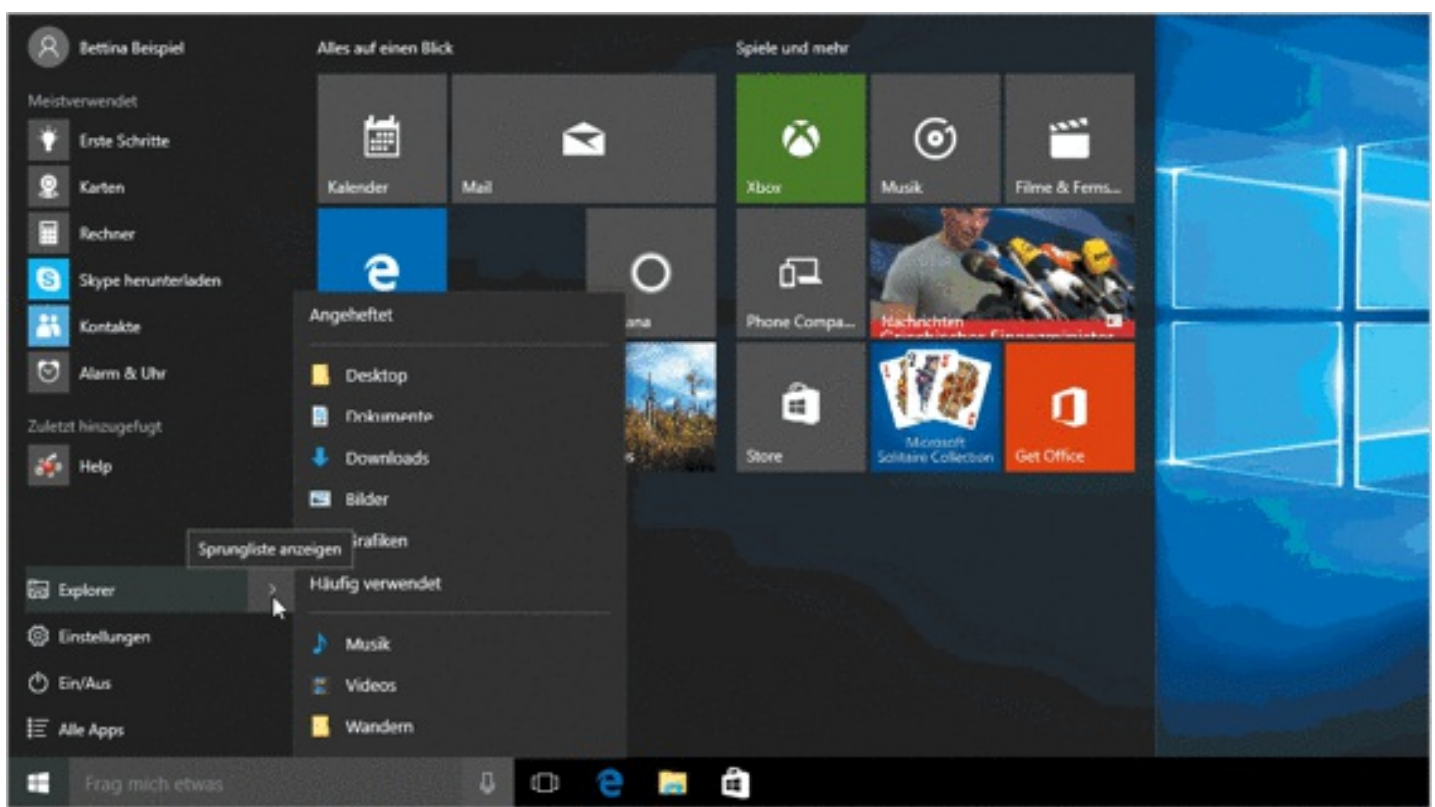 Bettina Beispiel
Meistverwendet
Erste Schritte
Karten
Rechner
Skype herunterladen
Kontakte
Alarm & Uhr
Zuletzt hinzugefügt
Help
Sprungliste anzeigen
Explorer
Einstellungen
Ein/Aus
Alle Apps
Frag mich etwas
Angeheftet
Desktop
Dokumente
Downloads
Bilder
rafiken
Häufig verwendet
Musik
Videos
Wandern
Alles auf einen Blick
Kalender
Mail
ana
s
Spiele und mehr
Xbox
Musik
Filme & Ferns...
Phone Compa...
Nachrichten
Griechischer Finanzminister
Store
Microsoft
Solitaire Collection
Get Office